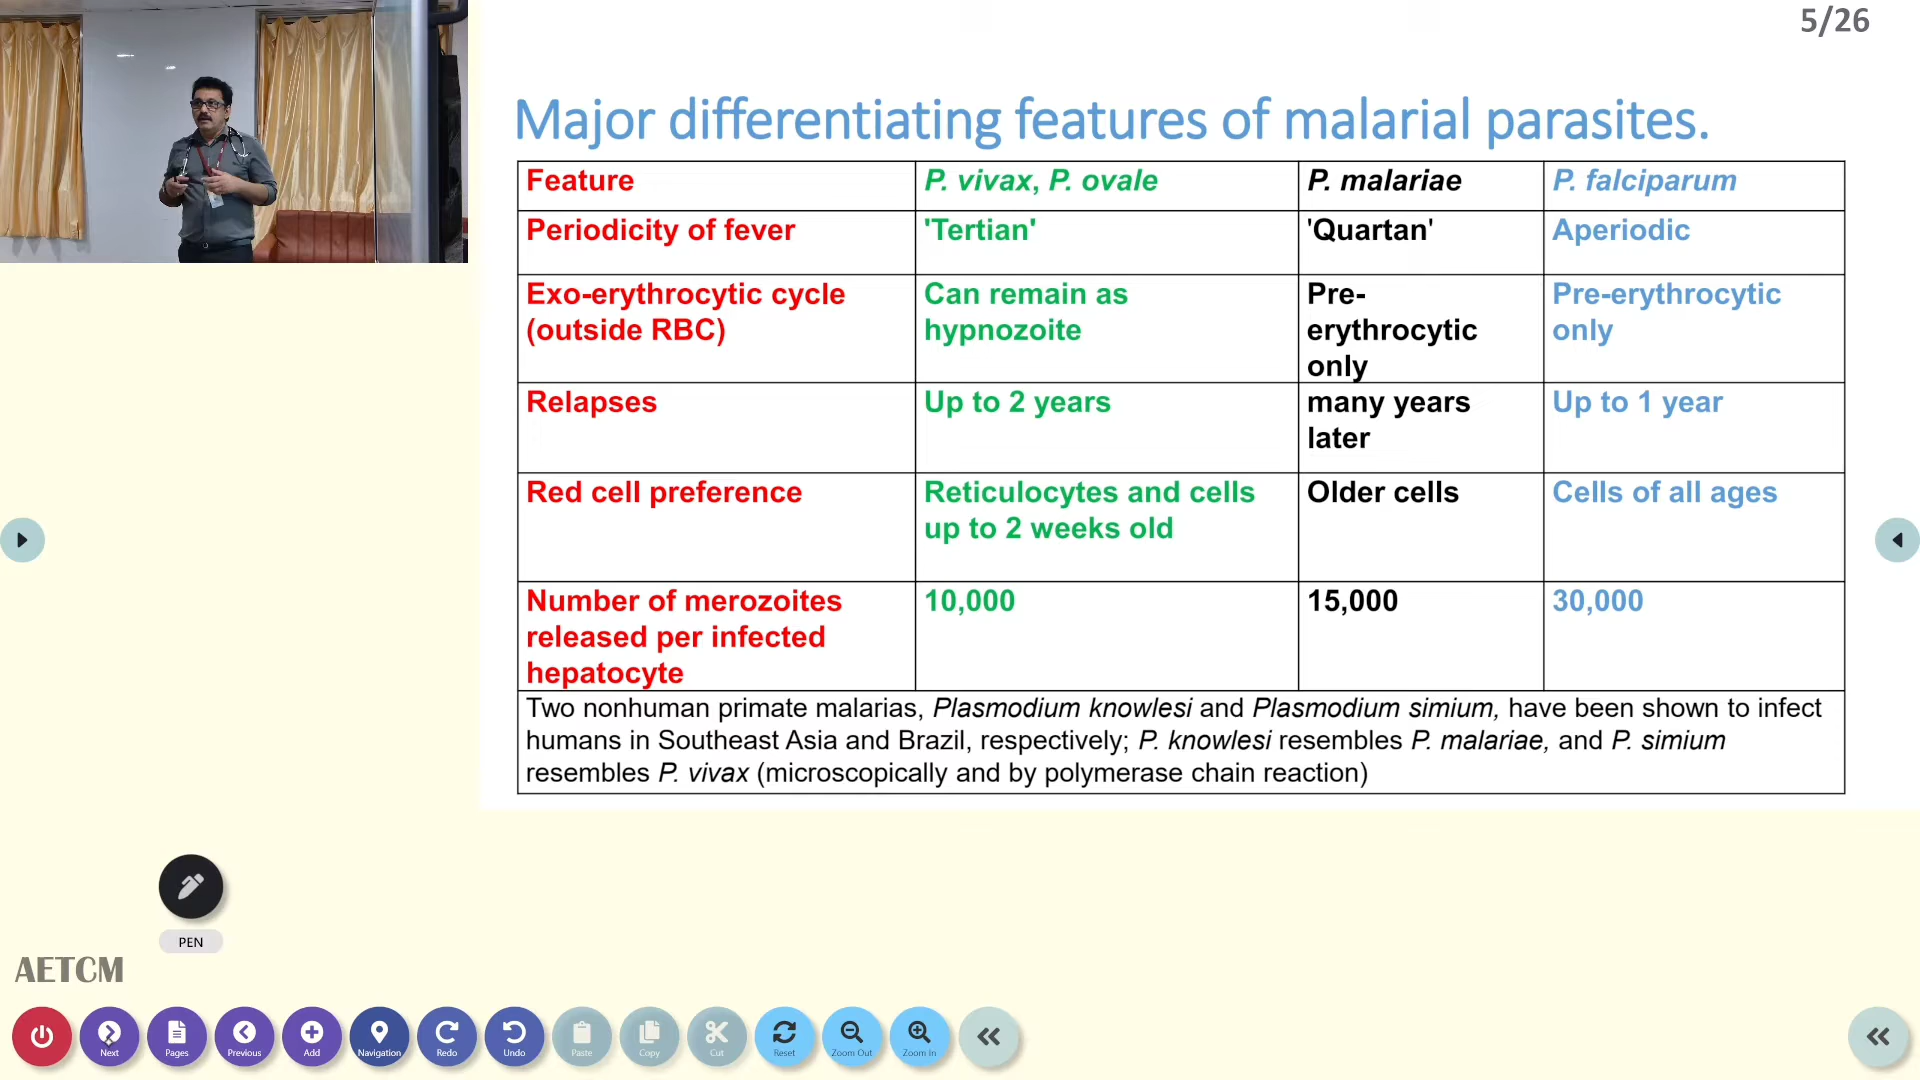 5/26
Major differentiating features of malarial parasites.
Feature
P. vivax, P. ovale
P. malariae
P. falciparum
Periodicity of fever
'Tertian'
'Quartan'
Aperiodic
Exo-erythrocytic cycle
(outside RBC)
Can remain as
hypnozoite
Pre-
erythrocytic
only
Pre-erythrocytic
only
Relapses
Up to 2 years
many years
later
Up to 1 year
Red cell preference
Reticulocytes and cells
up to 2 weeks old
Older cells
Cells of all ages
Number of merozoites
released per infected
hepatocyte
10,000
15,000
30,000
Two nonhuman primate malarias, Plasmodium knowlesi and Plasmodium simium, have been shown to infect
humans in Southeast Asia and Brazil, respectively; P. knowlesi resembles P. malariae, and P. simium
resembles P. vivax (microscopically and by polymerase chain reaction)
PEN
AETCM
Next
Pages
Previous
Add
Navigation
Redo
Undo
Paste
Copy
Cut
Reset
Zoom Out
Zoom In